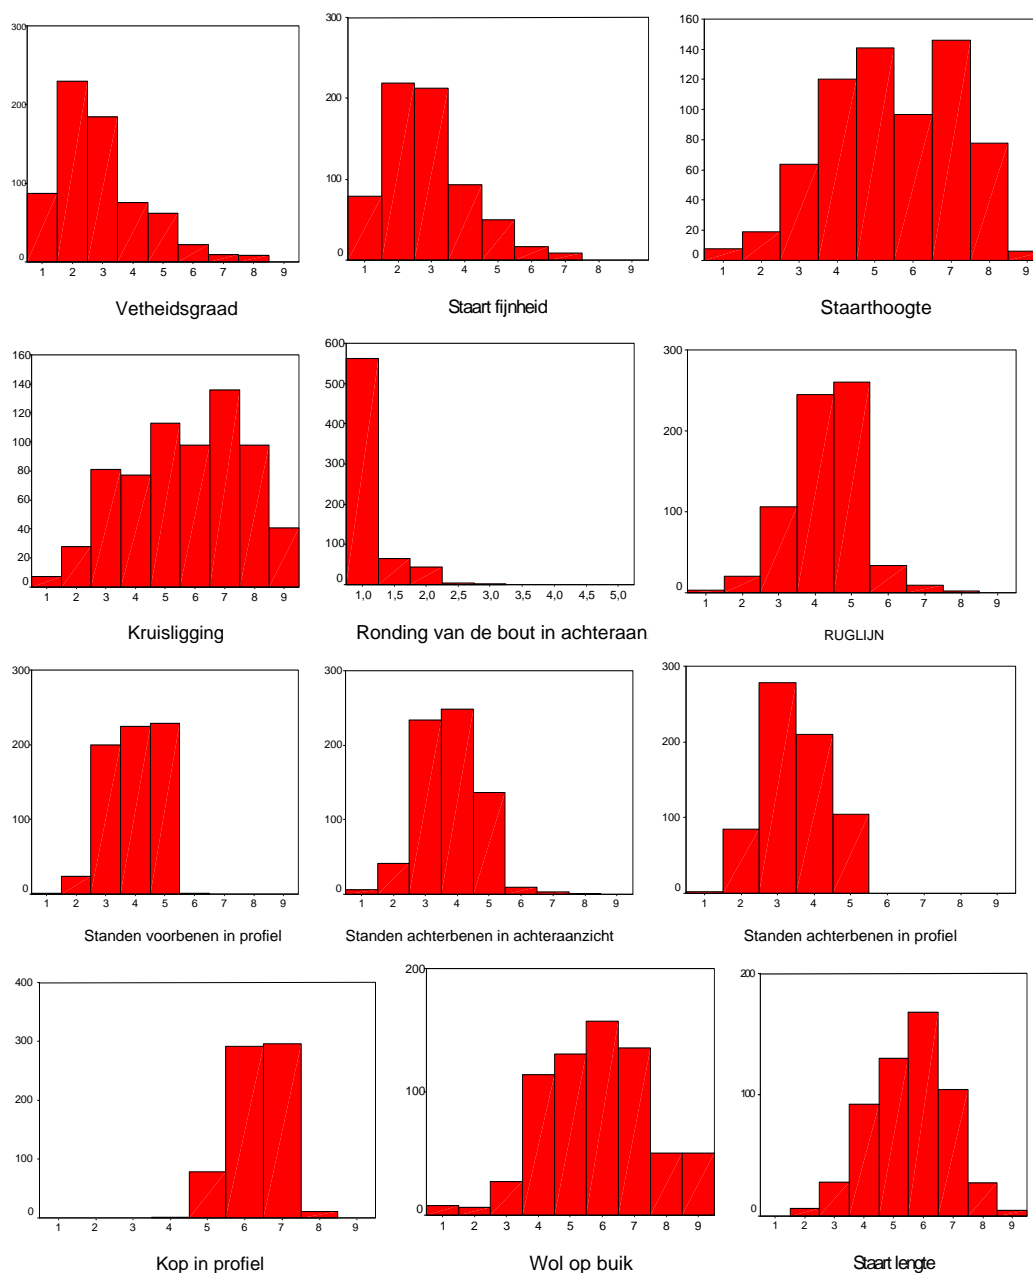 300
200
100
0
1 2 3 4 5 6 7 8 9
Vetheidsgraad
300
200
100
0
1 2 3 4 5 6 7 8 9
Staart fijnheid
160
140
120
100
80
60
40
20
0
1 2 3 4 5 6 7 8 9
Staarthoogte
160
140
120
100
80
60
40
20
0
1 2 3 4 5 6 7 8 9
Kruisligging
600
500
400
300
200
100
0
1,0 1,5 2,0 2,5 3,0 3,5 4,0 4,5 5,0
Ronding van de bout in achteraan
300
200
100
0
1 2 3 4 5 6 7 8 9
RUGLIJN
300
200
100
0
1 2 3 4 5 6 7 8 9
Standen voorbenen in profiel
300
200
100
0
1 2 3 4 5 6 7 8 9
Standen achterbenen in achteraanzicht
300
200
100
0
1 2 3 4 5 6 7 8 9
Standen achterbenen in profiel
400
300
200
100
0
1 2 3 4 5 6 7 8 9
Kop in profiel
200
100
0
1 2 3 4 5 6 7 8 9
Wol op buik
200
100
0
1 2 3 4 5 6 7 8 9
Staart lengte